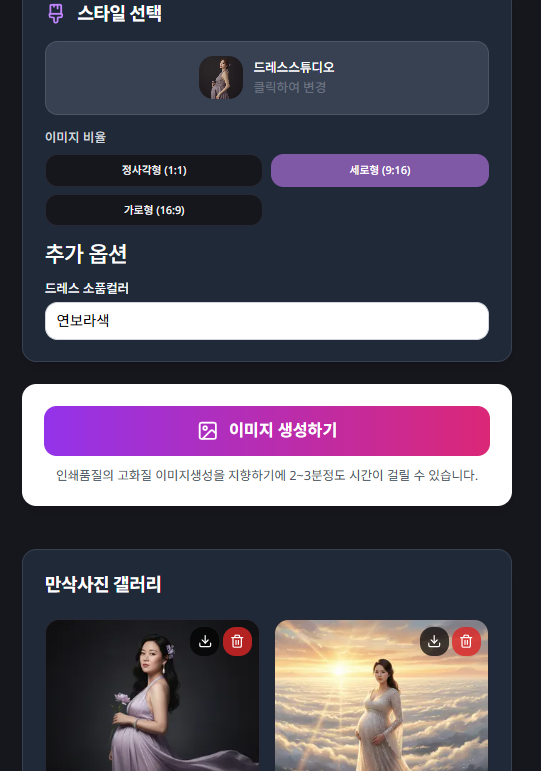 스타일 선택
드레스스튜디오
클릭하여 변경
이미지 비율
정사각형 (1:1)
세로형 (9:16)
가로형 (16:9)
추가 옵션
드레스 소품컬러
연보라색
이미지 생성하기
인쇄품질의 고화질 이미지생성을 지향하기에 2~3분정도 시간이 걸릴 수 있습니다.
만삭사진 갤러리